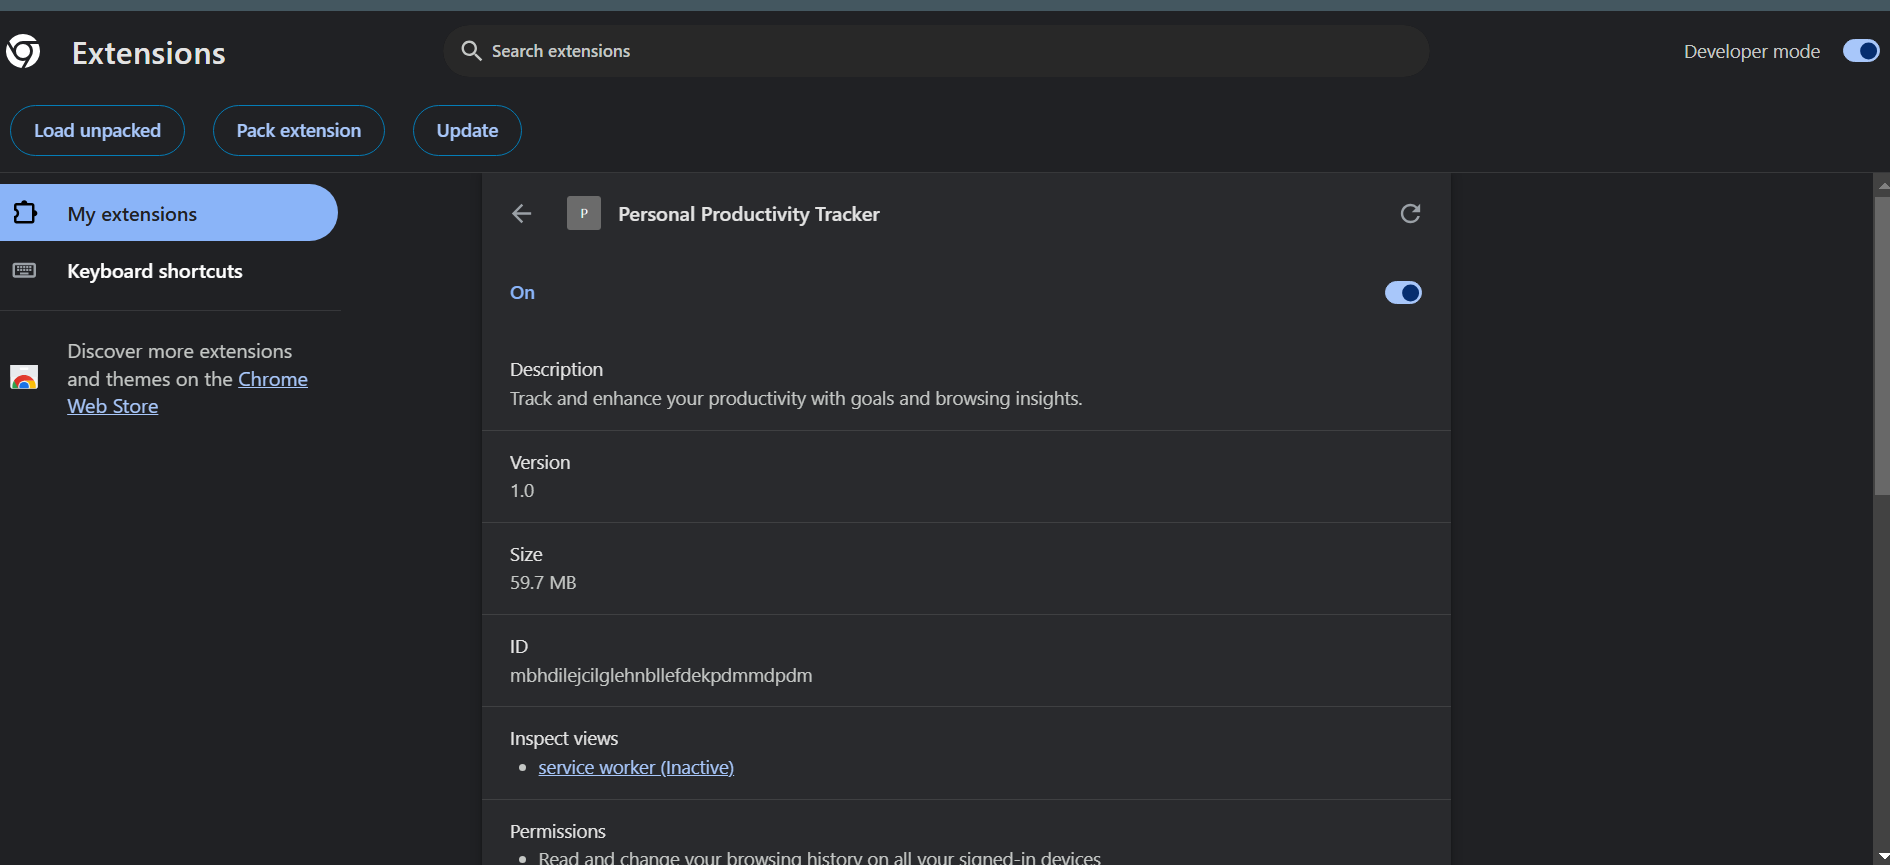 Extensions
Search extensions
Developer mode
Load unpacked
Pack extension
Update
My extensions
Keyboard shortcuts
Discover more extensions
and themes on the Chrome
Web Store
P
Personal Productivity Tracker
On
Description
Track and enhance your productivity with goals and browsing insights.
Version
1.0
Size
59.7 MB
ID
mbhdilejcilglehnbllefdekpdmmdpdm
Inspect views
service worker (Inactive)
Permissions
Read and change your browsing history on all your signed-in devices